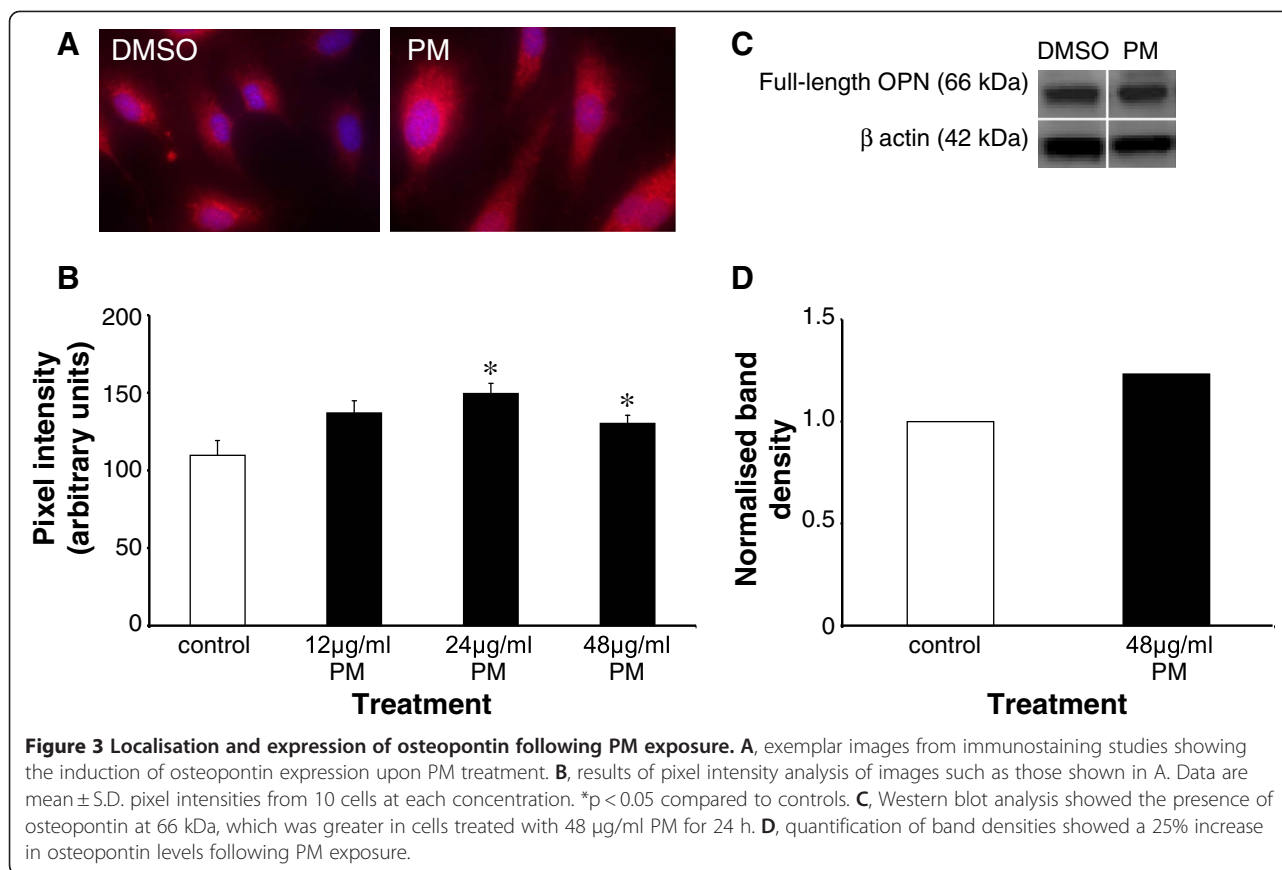 A
DMSO
PM
C
DMSO PM
Full-length OPN (66 kDa)
β actin (42 kDa)
B
Pixel intensity
(arbitrary units)
200
150
100
50
0
*
*
control
12µg/ml
PM
24µg/ml
PM
48µg/ml
PM
Treatment
D
Normalised band
density
1.5
1.0
0.5
0
control
48µg/ml
PM
Treatment
Figure 3 Localisation and expression of osteopontin following PM exposure. A, exemplar images from immunostaining studies showing
the induction of osteopontin expression upon PM treatment. B, results of pixel intensity analysis of images such as those shown in A. Data are
mean ± S.D. pixel intensities from 10 cells at each concentration. *p < 0.05 compared to controls. C, Western blot analysis showed the presence of
osteopontin at 66 kDa, which was greater in cells treated with 48 µg/ml PM for 24 h. D, quantification of band densities showed a 25% increase
in osteopontin levels following PM exposure.